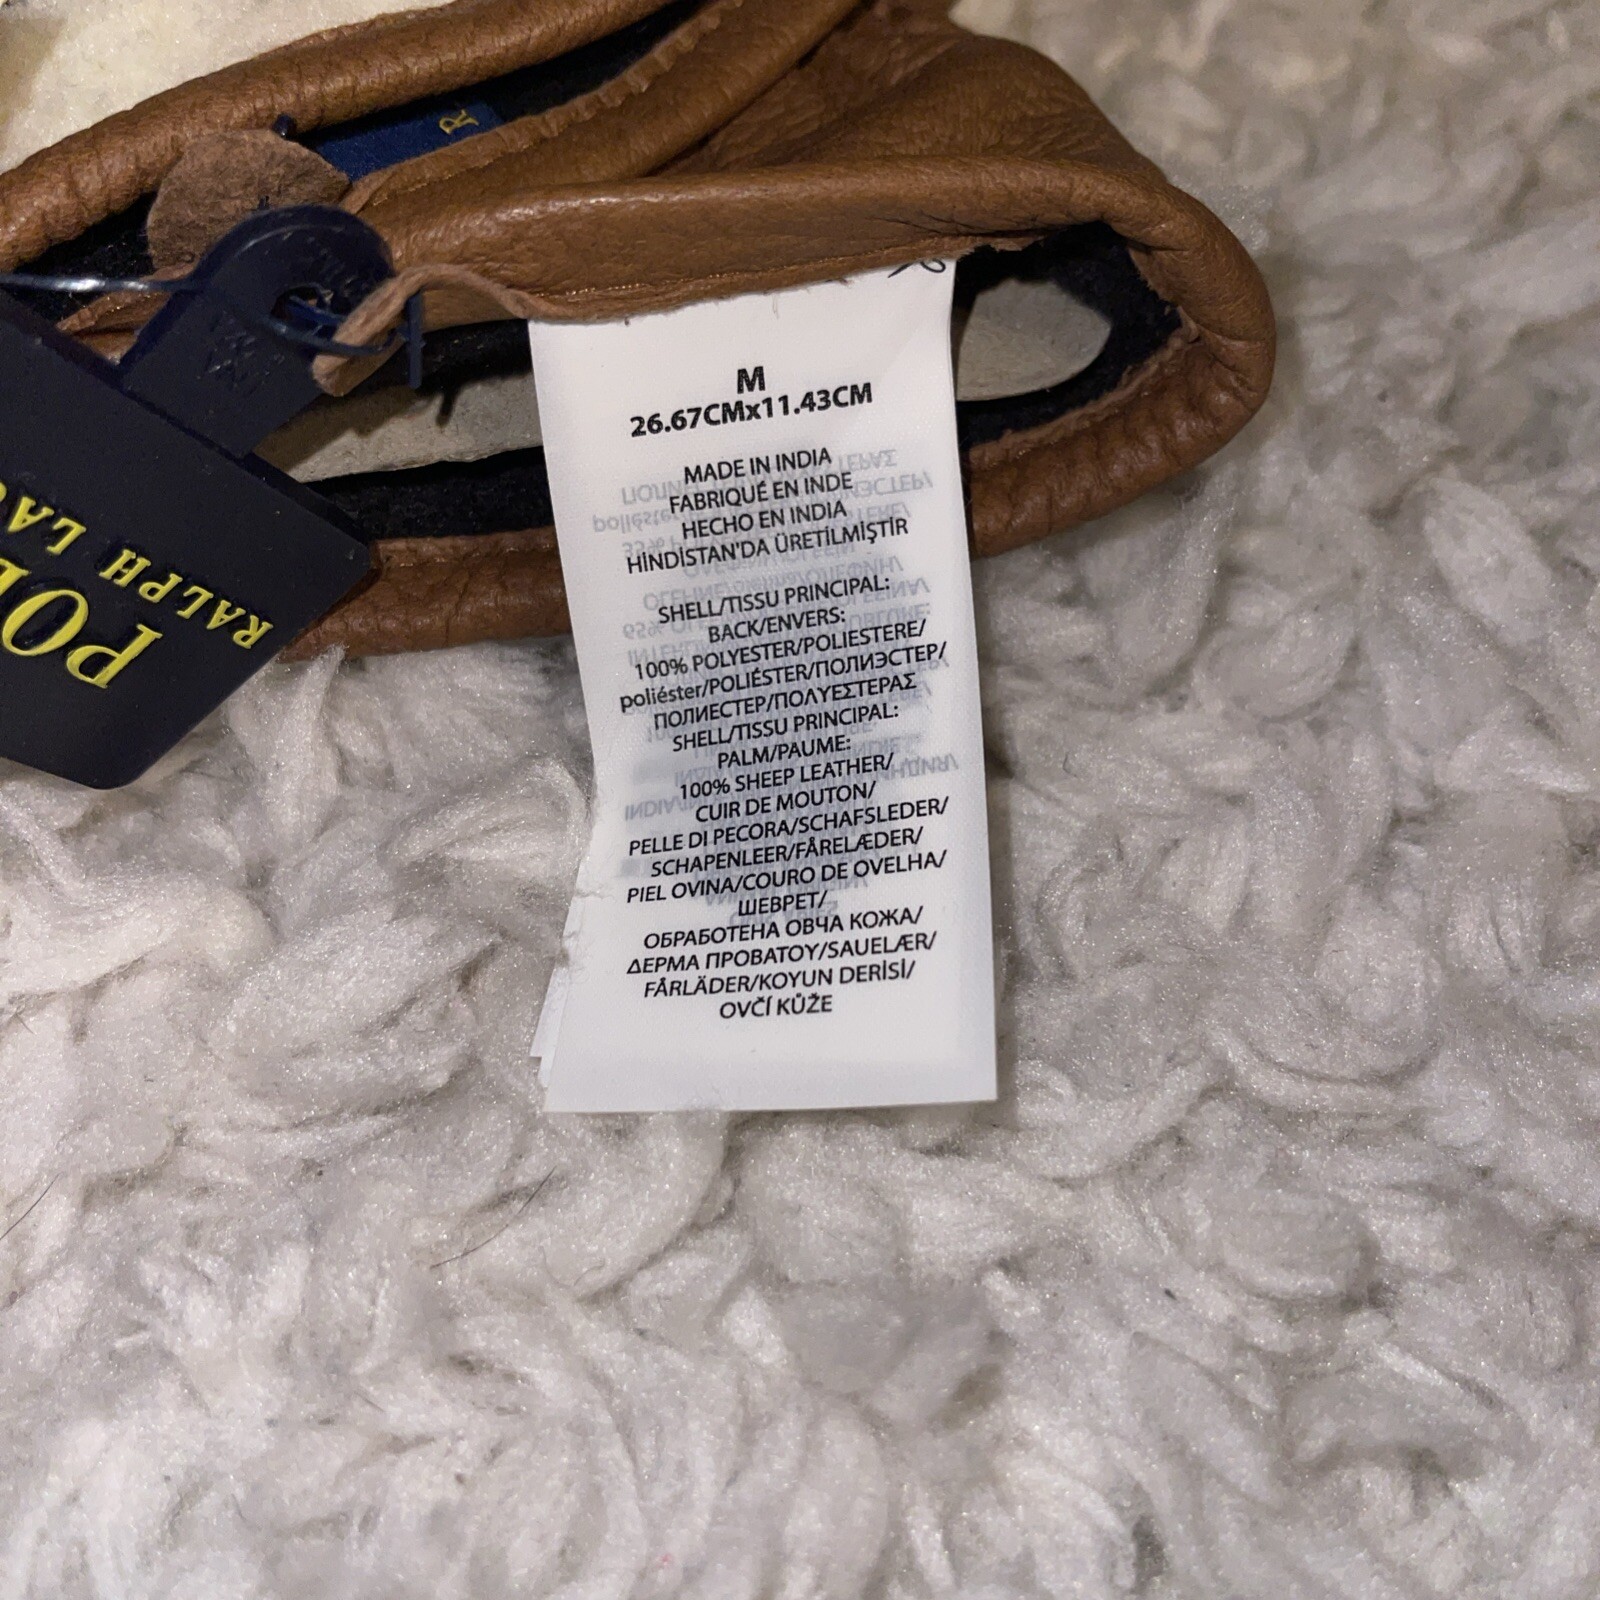 M
26.67CMx11.43CM
MADE IN INDIA
FABRIQUÉ EN INDE
HECHO EN INDIA
HİNDİSTAN'DA ÜRETİLMİŞTİR
SHELL/TISSU PRINCIPAL:
BACK/ENVERS:
100% POLYESTER/POLIESTERE/
poliéster/POLIÉSTER/ПОЛИЭСТЕР/
ПОЛИЕСТЕР/ΠΟΛΥΕΣΤΕΡΑΣ
SHELL/TISSU PRINCIPAL:
PALM/PAUME:
100% SHEEP LEATHER/
CUIR DE MOUTON/
PELLE DI PECORA/SCHAFSLEDER/
SCHAPENLEER/FÅRELÆDER/
PIEL OVINA/COURO DE OVELHA/
ШЕВРЕТ/
ОБРАБОТЕНА ОВЧА КОЖА/
ΔΕΡΜΑ ΠΡΟΒΑΤΟΥ/SAUELÆR/
FÅRLÄDER/KOYUN DERİSİ/
OVČÍ KŮŽE
RALPH